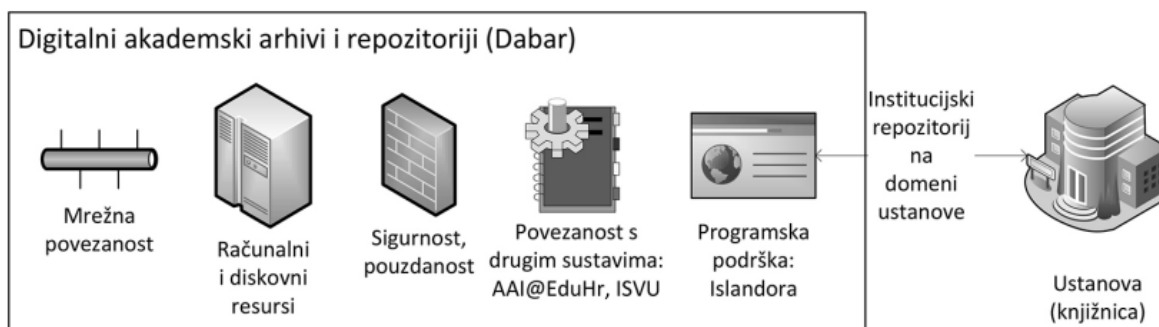 Digitalni akademski arhivi i repozitoriji (Dabar)
Mrežna
povezanost
Računalni
i diskovni
resursi
Sigurnost,
pouzdanost
Povezanost s
drugim sustavima:
AAI@EduHr, ISVU
Programska
podrška:
Islandora
Institucijski
repozitorij
na
domeni
ustanove
Ustanova
(knjižnica)